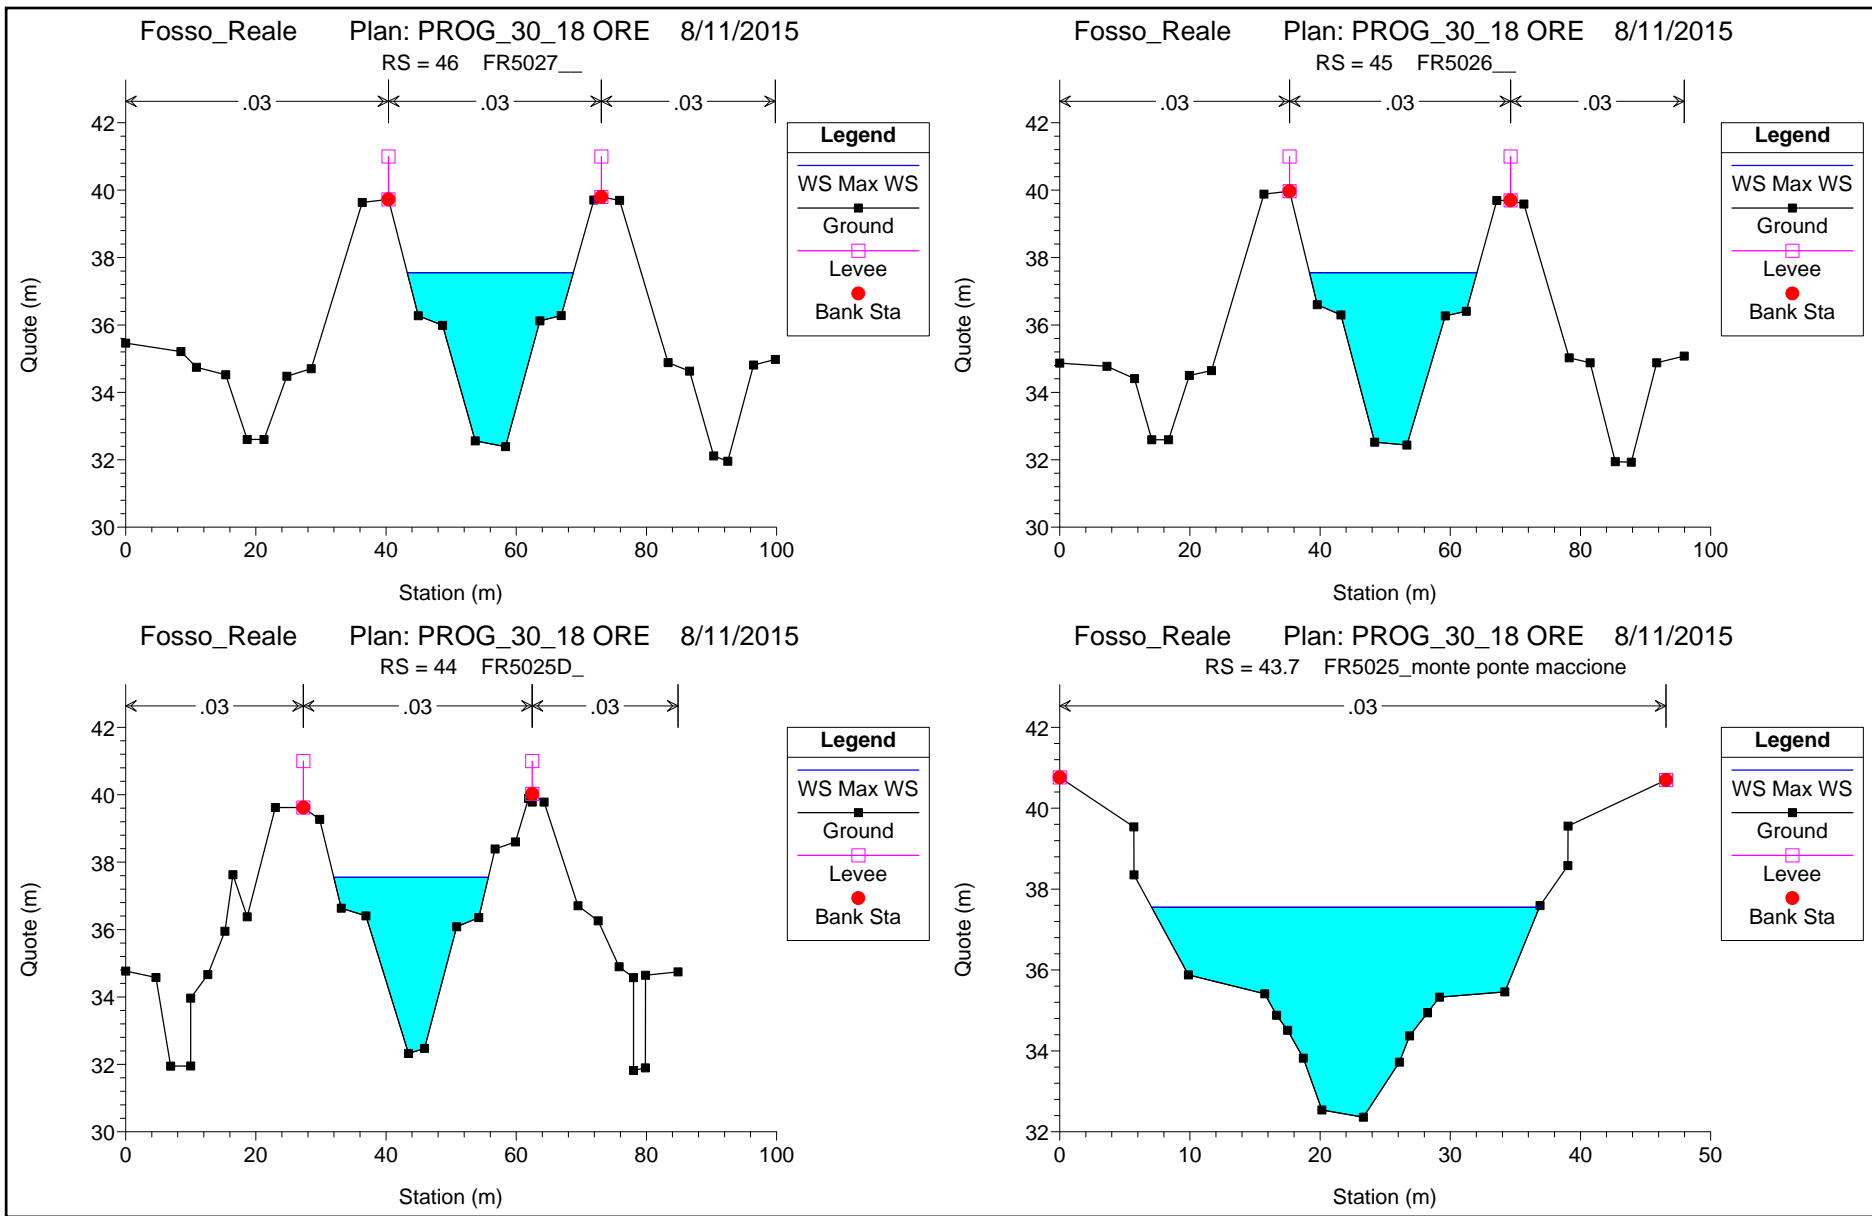 Fosso_Reale Plan: PROG_30_18 ORE 8/11/2015
RS = 46 FR5027__
.03 .03 .03
42
40
38
36
34
32
30
0 20 40 60 80 100
Quote (m)
Station (m)
Legend
WS Max WS
Ground
Levee
Bank Sta
Fosso_Reale Plan: PROG_30_18 ORE 8/11/2015
RS = 45 FR5026__
.03 .03 .03
42
40
38
36
34
32
30
0 20 40 60 80 100
Quote (m)
Station (m)
Legend
WS Max WS
Ground
Levee
Bank Sta
Fosso_Reale Plan: PROG_30_18 ORE 8/11/2015
RS = 44 FR5025D_
.03 .03 .03
42
40
38
36
34
32
30
0 20 40 60 80 100
Quote (m)
Station (m)
Legend
WS Max WS
Ground
Levee
Bank Sta
Fosso_Reale Plan: PROG_30_18 ORE 8/11/2015
RS = 43.7 FR5025_monte ponte maccione
.03
42
40
38
36
34
32
0 10 20 30 40 50
Quote (m)
Station (m)
Legend
WS Max WS
Ground
Levee
Bank Sta